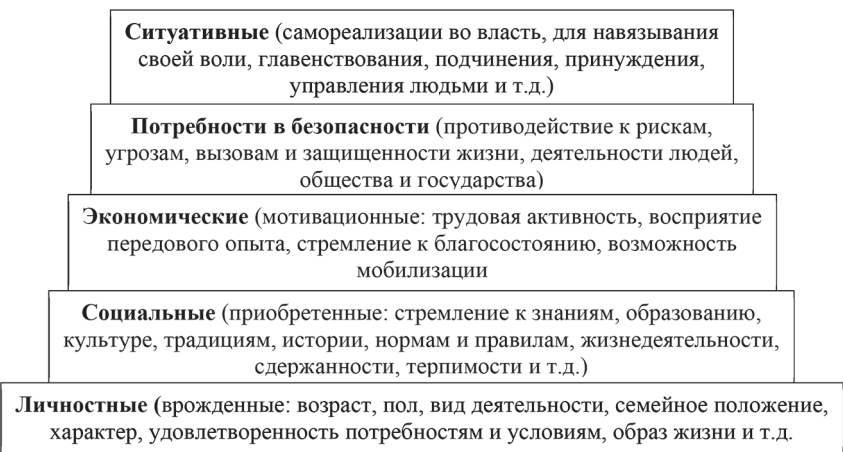 Ситуативные (самореализации во власть, для навязывания
своей воли, главенствования, подчинения, принуждения,
управления людьми и т.д.)
Потребности в безопасности (противодействие к рискам,
угрозам, вызовам и защищенности жизни, деятельности людей,
общества и государства)
Экономические (мотивационные: трудовая активность, восприятие
передового опыта, стремление к благосостоянию, возможность
мобилизации
Социальные (приобретенные: стремление к знаниям, образованию,
культуре, традициям, истории, нормам и правилам, жизнедеятельности,
сдержанности, терпимости и т.д.)
Личностные (врожденные: возраст, пол, вид деятельности, семейное положение,
характер, удовлетворенность потребностям и условиям, образ жизни и т.д.